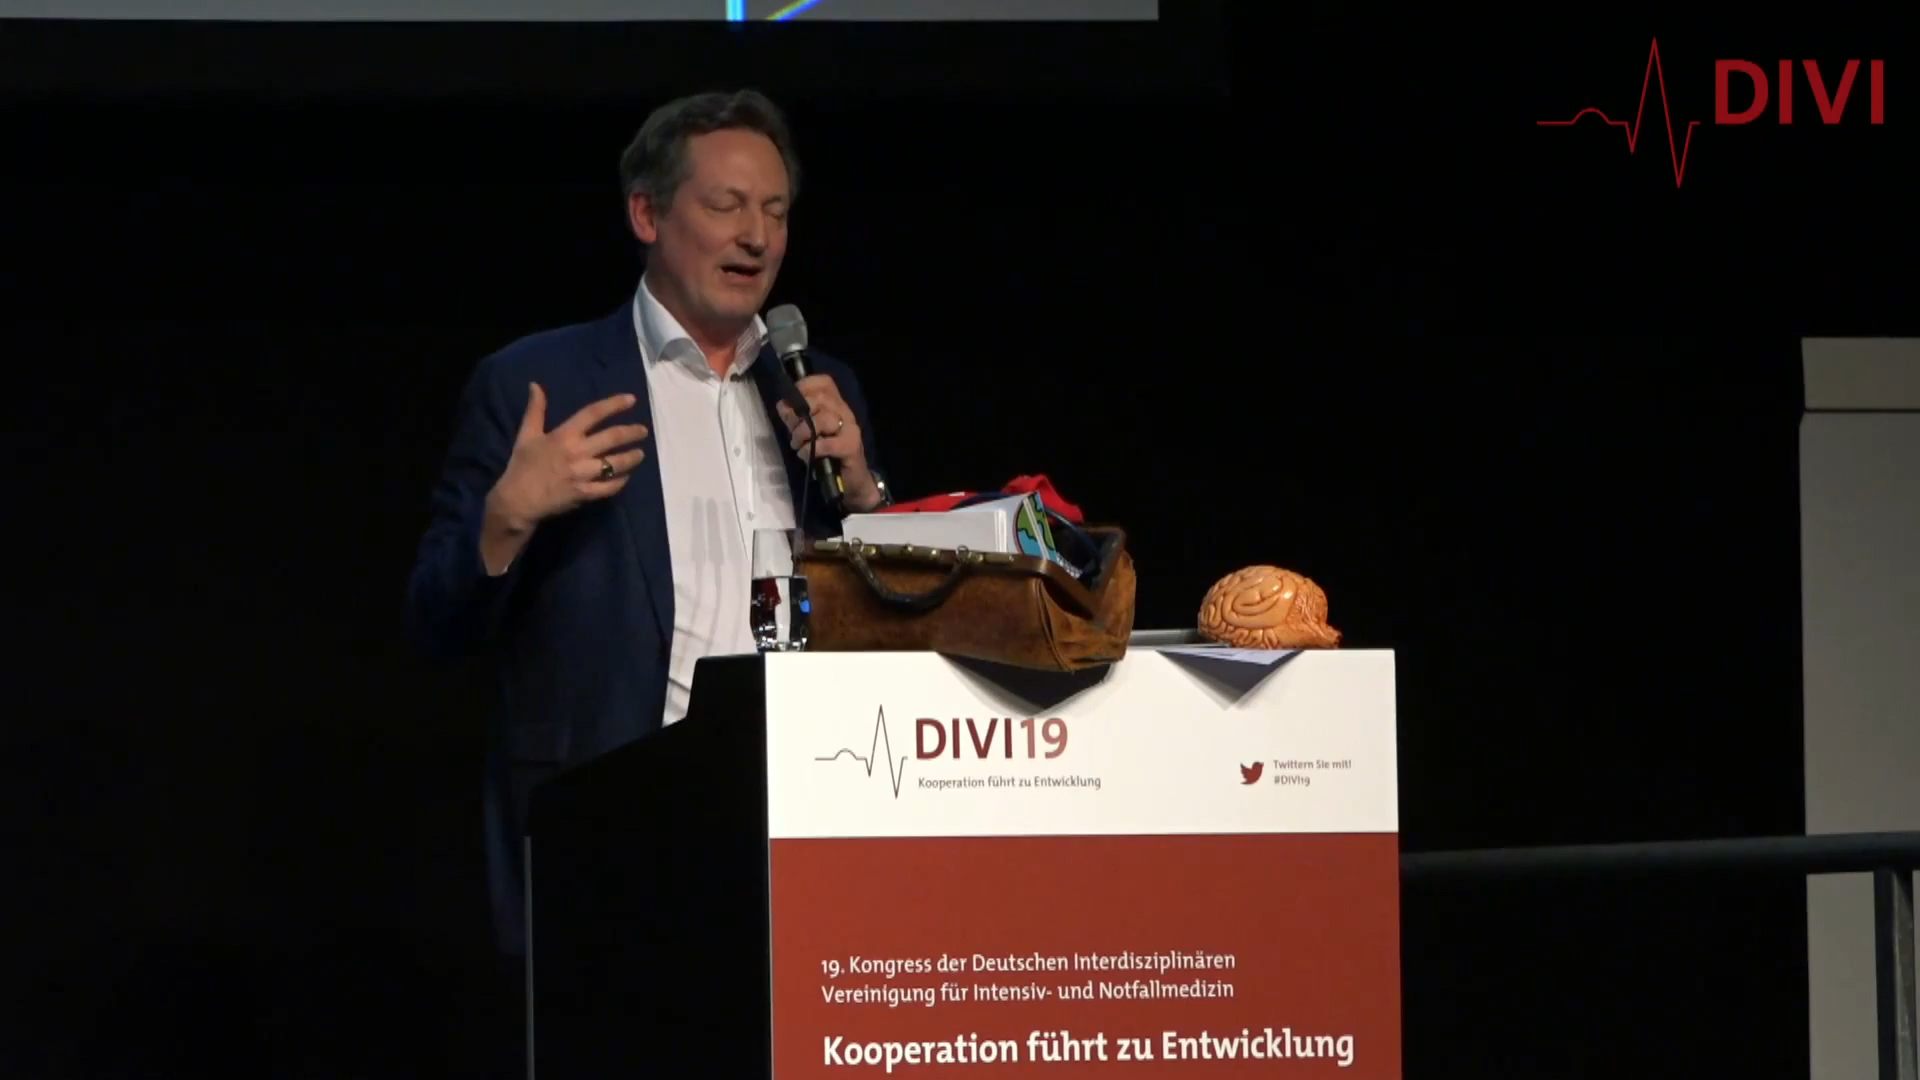 DIVI
DIVI19
Kooperation führt zu Entwicklung
Twittern Sie mit!
#DIVI19
19. Kongress der Deutschen Interdisziplinären
Vereinigung für Intensiv- und Notfallmedizin
Kooperation führt zu Entwicklung